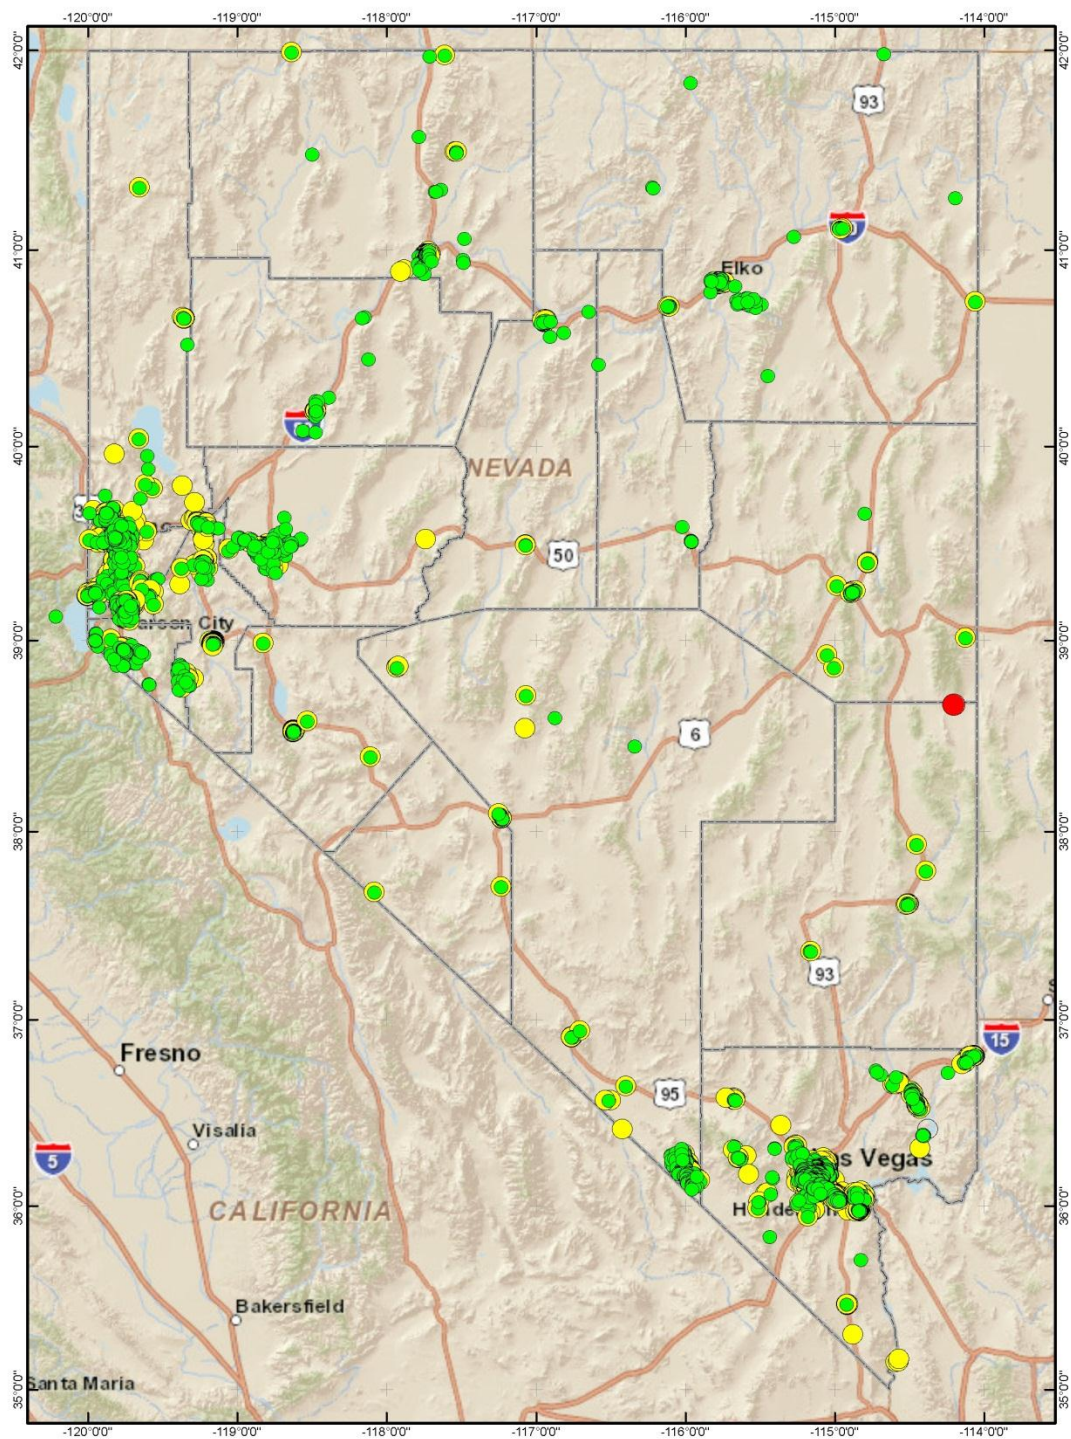 -120°0'0" -119°0'0" -118°0'0" -117°0'0" -116°0'0" -115°0'0" -114°0'0"
42°0'0" 42°0'0"
93
41°0'0" 41°0'0"
Elko
40°0'0" 40°0'0"
NEVADA
50
Carson City
39°0'0" 39°0'0"
6
38°0'0" 38°0'0"
93
37°0'0" 37°0'0"
15
Fresno
95
Visalia
5
Las Vegas
36°0'0" 36°0'0"
CALIFORNIA
Henderson
Bakersfield
Santa Maria
35°0'0" 35°0'0"
-120°0'0" -119°0'0" -118°0'0" -117°0'0" -116°0'0" -115°0'0" -114°0'0"